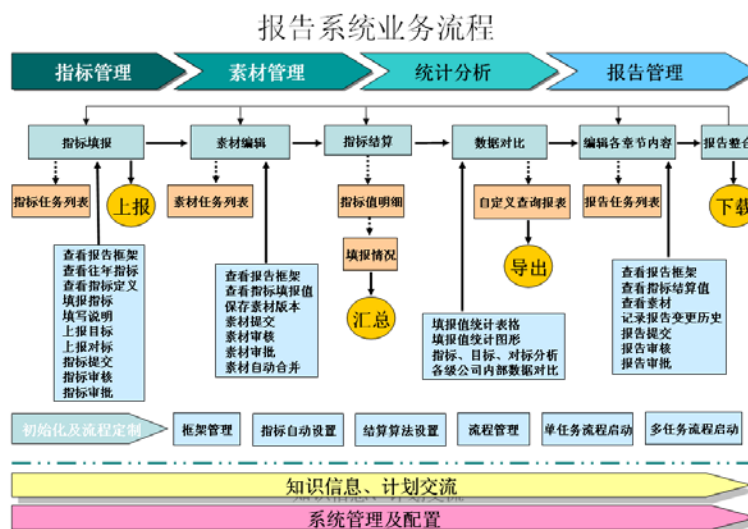 报告系统业务流程
指标管理
素材管理
统计分析
报告管理
指标填报
素材编辑
指标结算
数据对比
编辑各章节内容
报告整合
指标任务列表
上报
素材任务列表
指标值明细
自定义查询报表
报告任务列表
下载
填报情况
导出
汇总
查看报告框架
查看往年指标
查看指标定义
填报指标
填写说明
上报目标
上报对标
指标提交
指标审核
指标审批
查看报告框架
查看指标填报值
保存素材版本
素材提交
素材审核
素材审批
素材自动合并
填报值统计表格
填报值统计图形
指标、目标、对标分析
各级公司内部数据对比
查看报告框架
查看指标结算值
查看素材
记录报告变更历史
报告提交
报告审核
报告审批
初始化及流程定制
框架管理
指标自动设置
结算算法设置
流程管理
单任务流程启动
多任务流程启动
知识信息、计划交流
系统管理及配置